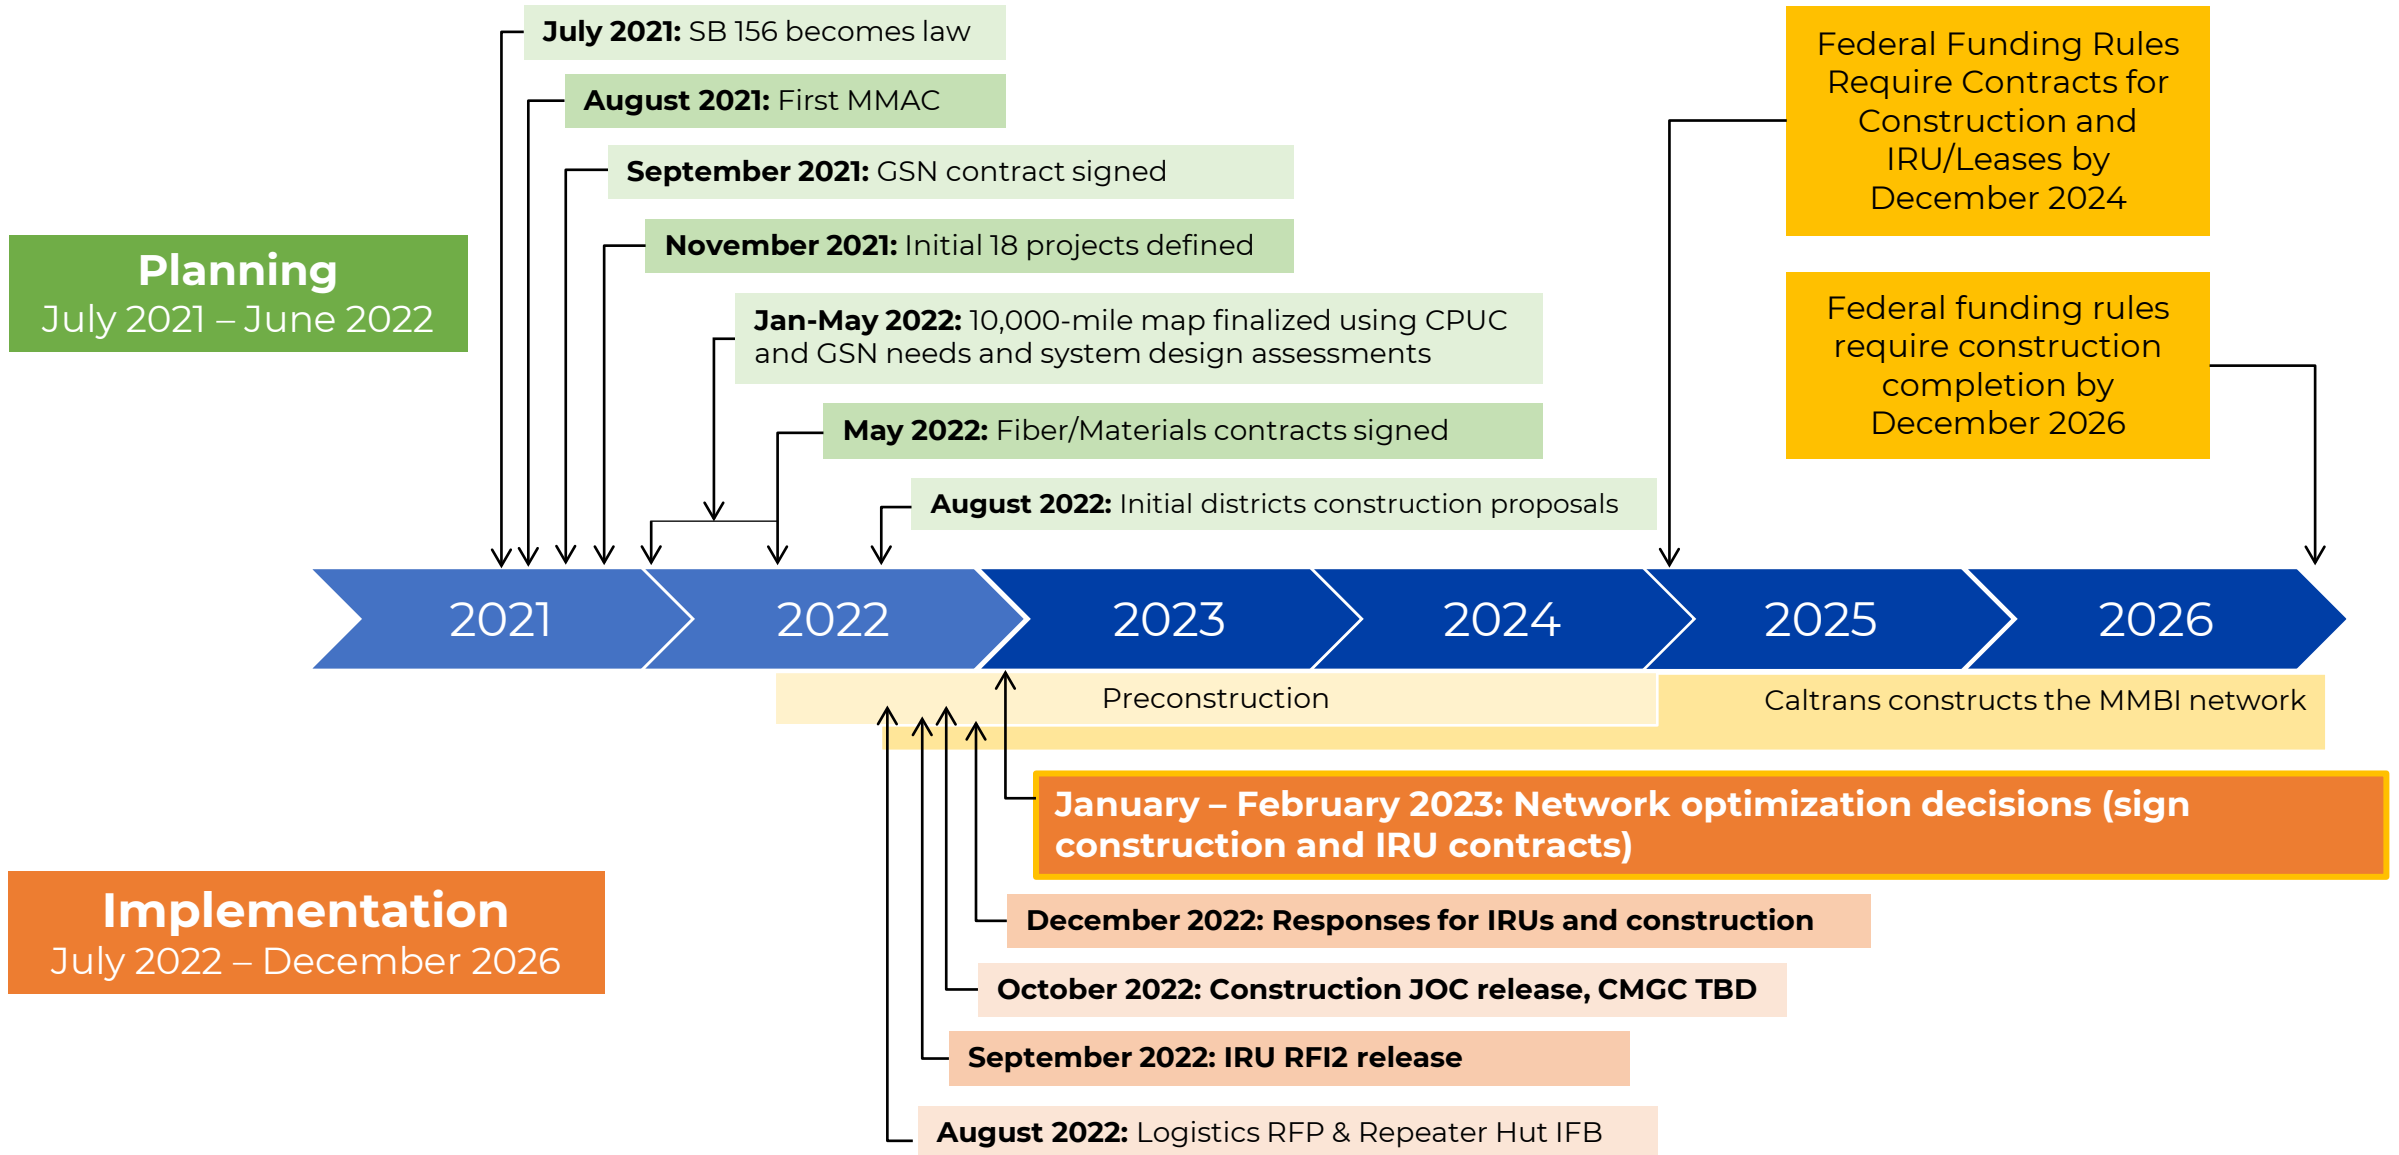 July 2021: SB 156 becomes law
August 2021: First MMAC
September 2021: GSN contract signed
November 2021: Initial 18 projects defined
Jan-May 2022: 10,000-mile map finalized using CPUC
and GSN needs and system design assessments
May 2022: Fiber/Materials contracts signed
August 2022: Initial districts construction proposals
Federal Funding Rules
Require Contracts for
Construction and
IRU/Leases by
December 2024
Federal funding rules
require construction
completion by
December 2026
Planning
July 2021 – June 2022
2021
2022
2023
2024
2025
2026
Preconstruction
Caltrans constructs the MMBI network
January – February 2023: Network optimization decisions (sign
construction and IRU contracts)
Implementation
July 2022 – December 2026
December 2022: Responses for IRUs and construction
October 2022: Construction JOC release, CMGC TBD
September 2022: IRU RFI2 release
August 2022: Logistics RFP & Repeater Hut IFB